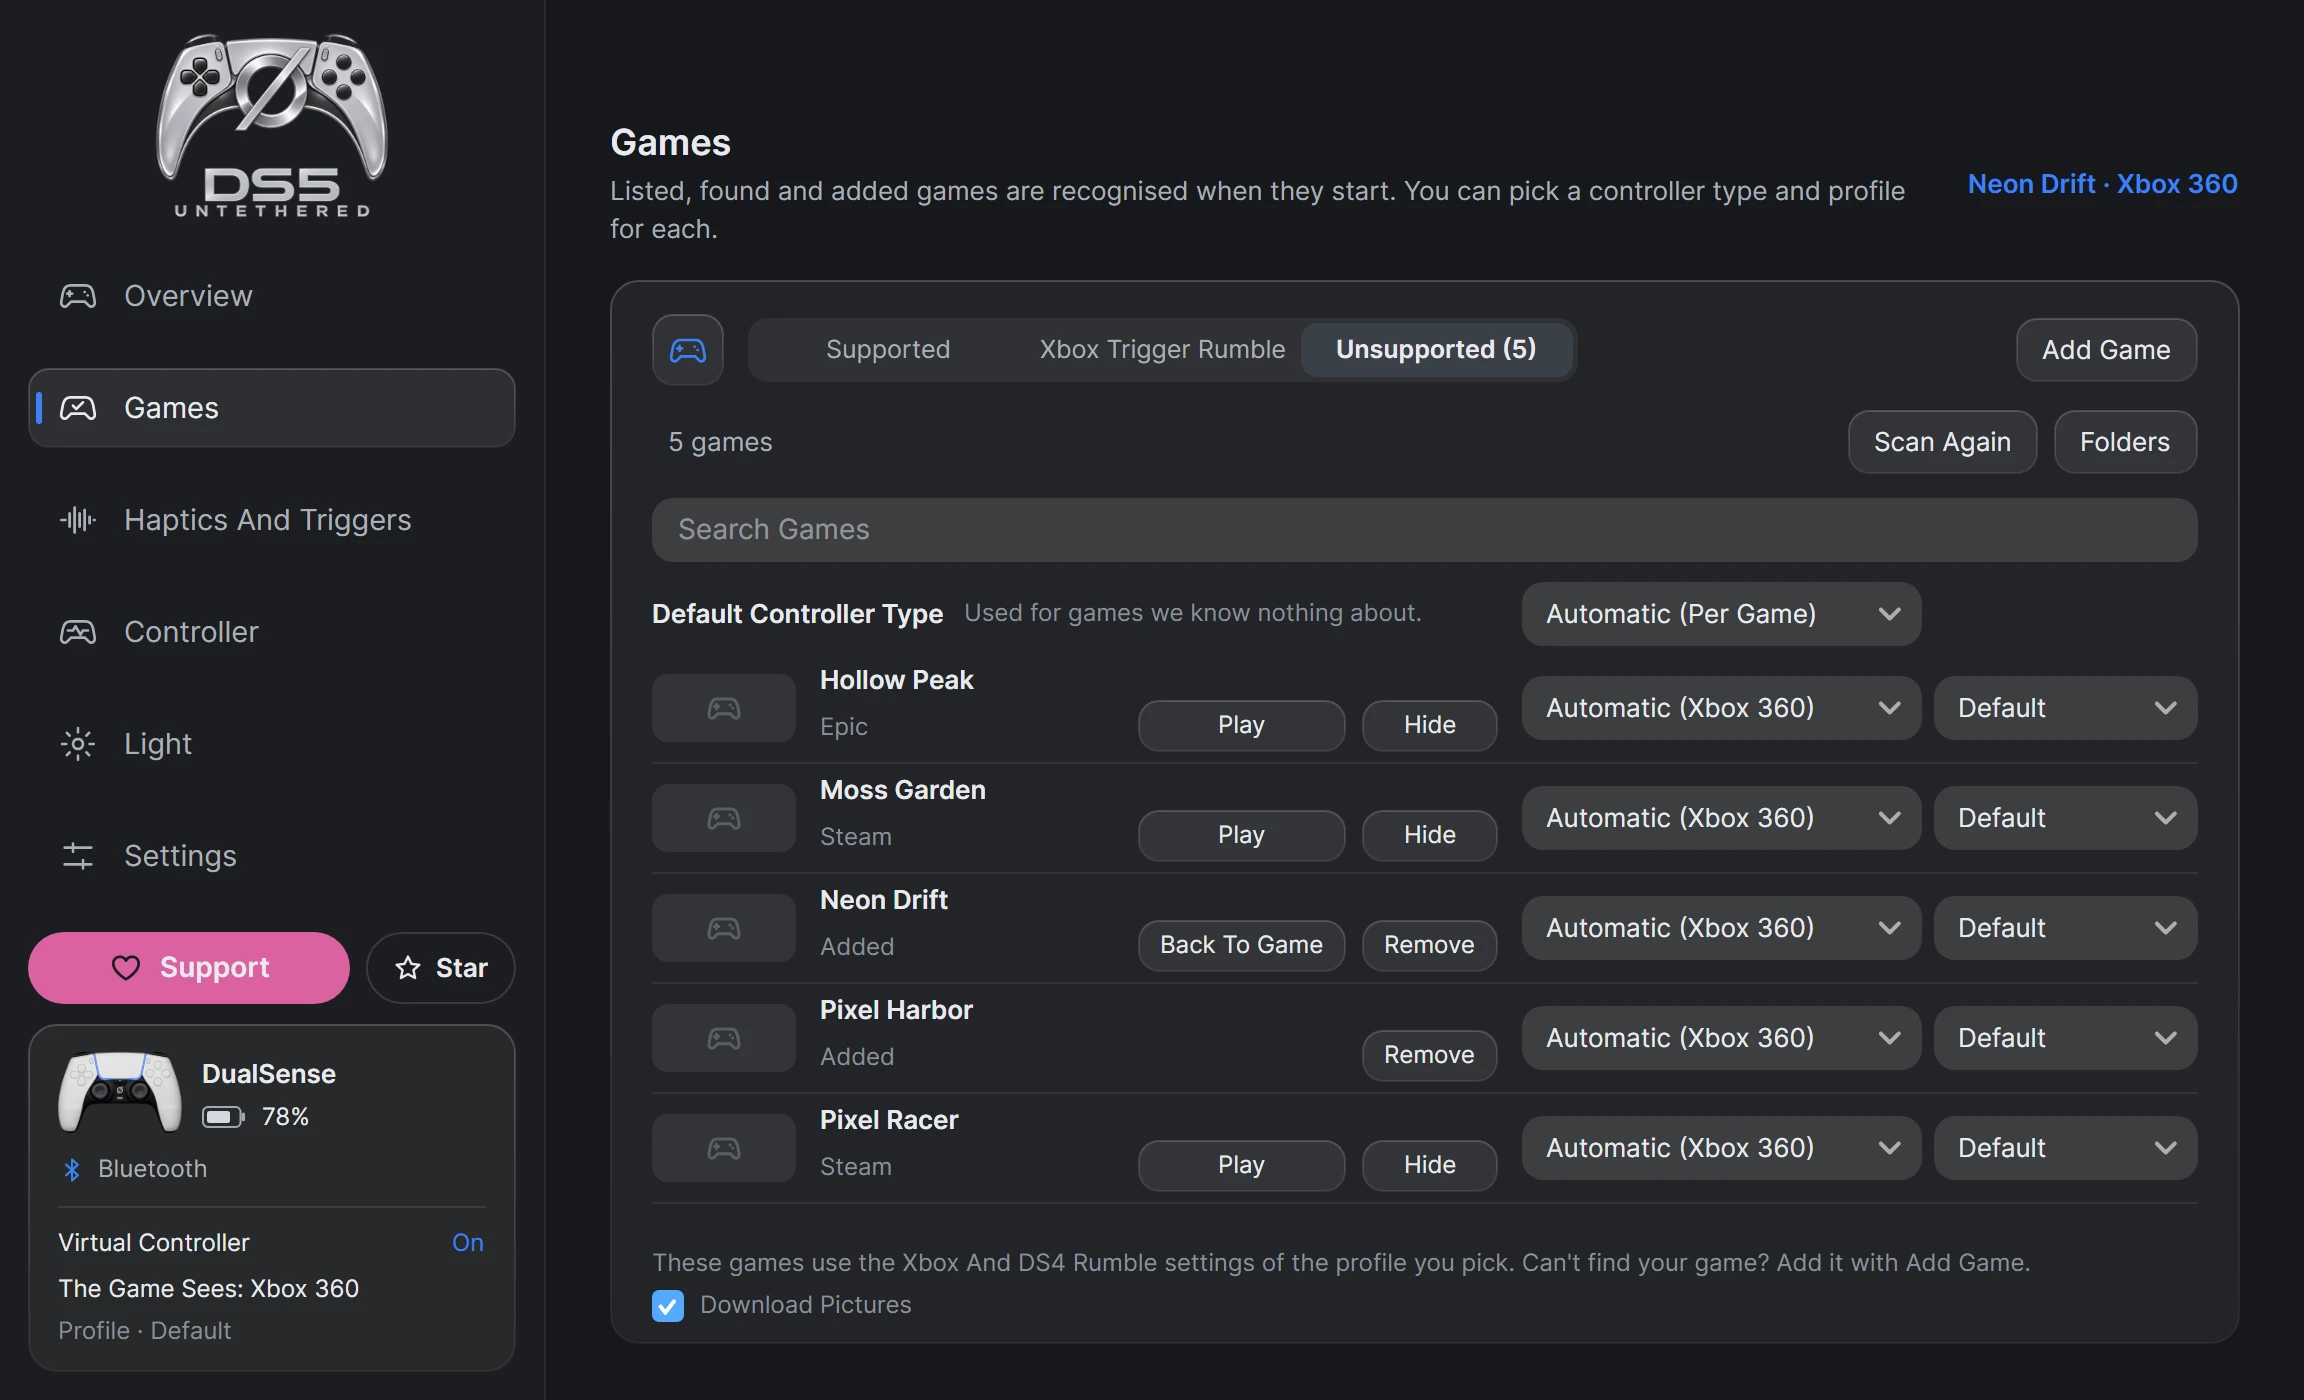 DS5
UNTETHERED
Overview
Games
Haptics And Triggers
Controller
Light
Settings
Support
Star
DualSense
78%
Bluetooth
Virtual Controller On
The Game Sees: Xbox 360
Profile · Default
Games
Listed, found and added games are recognised when they start. You can pick a controller type and profile
for each.
Neon Drift · Xbox 360
Supported Xbox Trigger Rumble Unsupported (5) Add Game
5 games Scan Again Folders
Search Games
Default Controller Type Used for games we know nothing about. Automatic (Per Game)
Hollow Peak
Epic Play Hide Automatic (Xbox 360) Default
Moss Garden
Steam Play Hide Automatic (Xbox 360) Default
Neon Drift
Added Back To Game Remove Automatic (Xbox 360) Default
Pixel Harbor
Added Remove Automatic (Xbox 360) Default
Pixel Racer
Steam Play Hide Automatic (Xbox 360) Default
These games use the Xbox And DS4 Rumble settings of the profile you pick. Can't find your game? Add it with Add Game.
Download Pictures